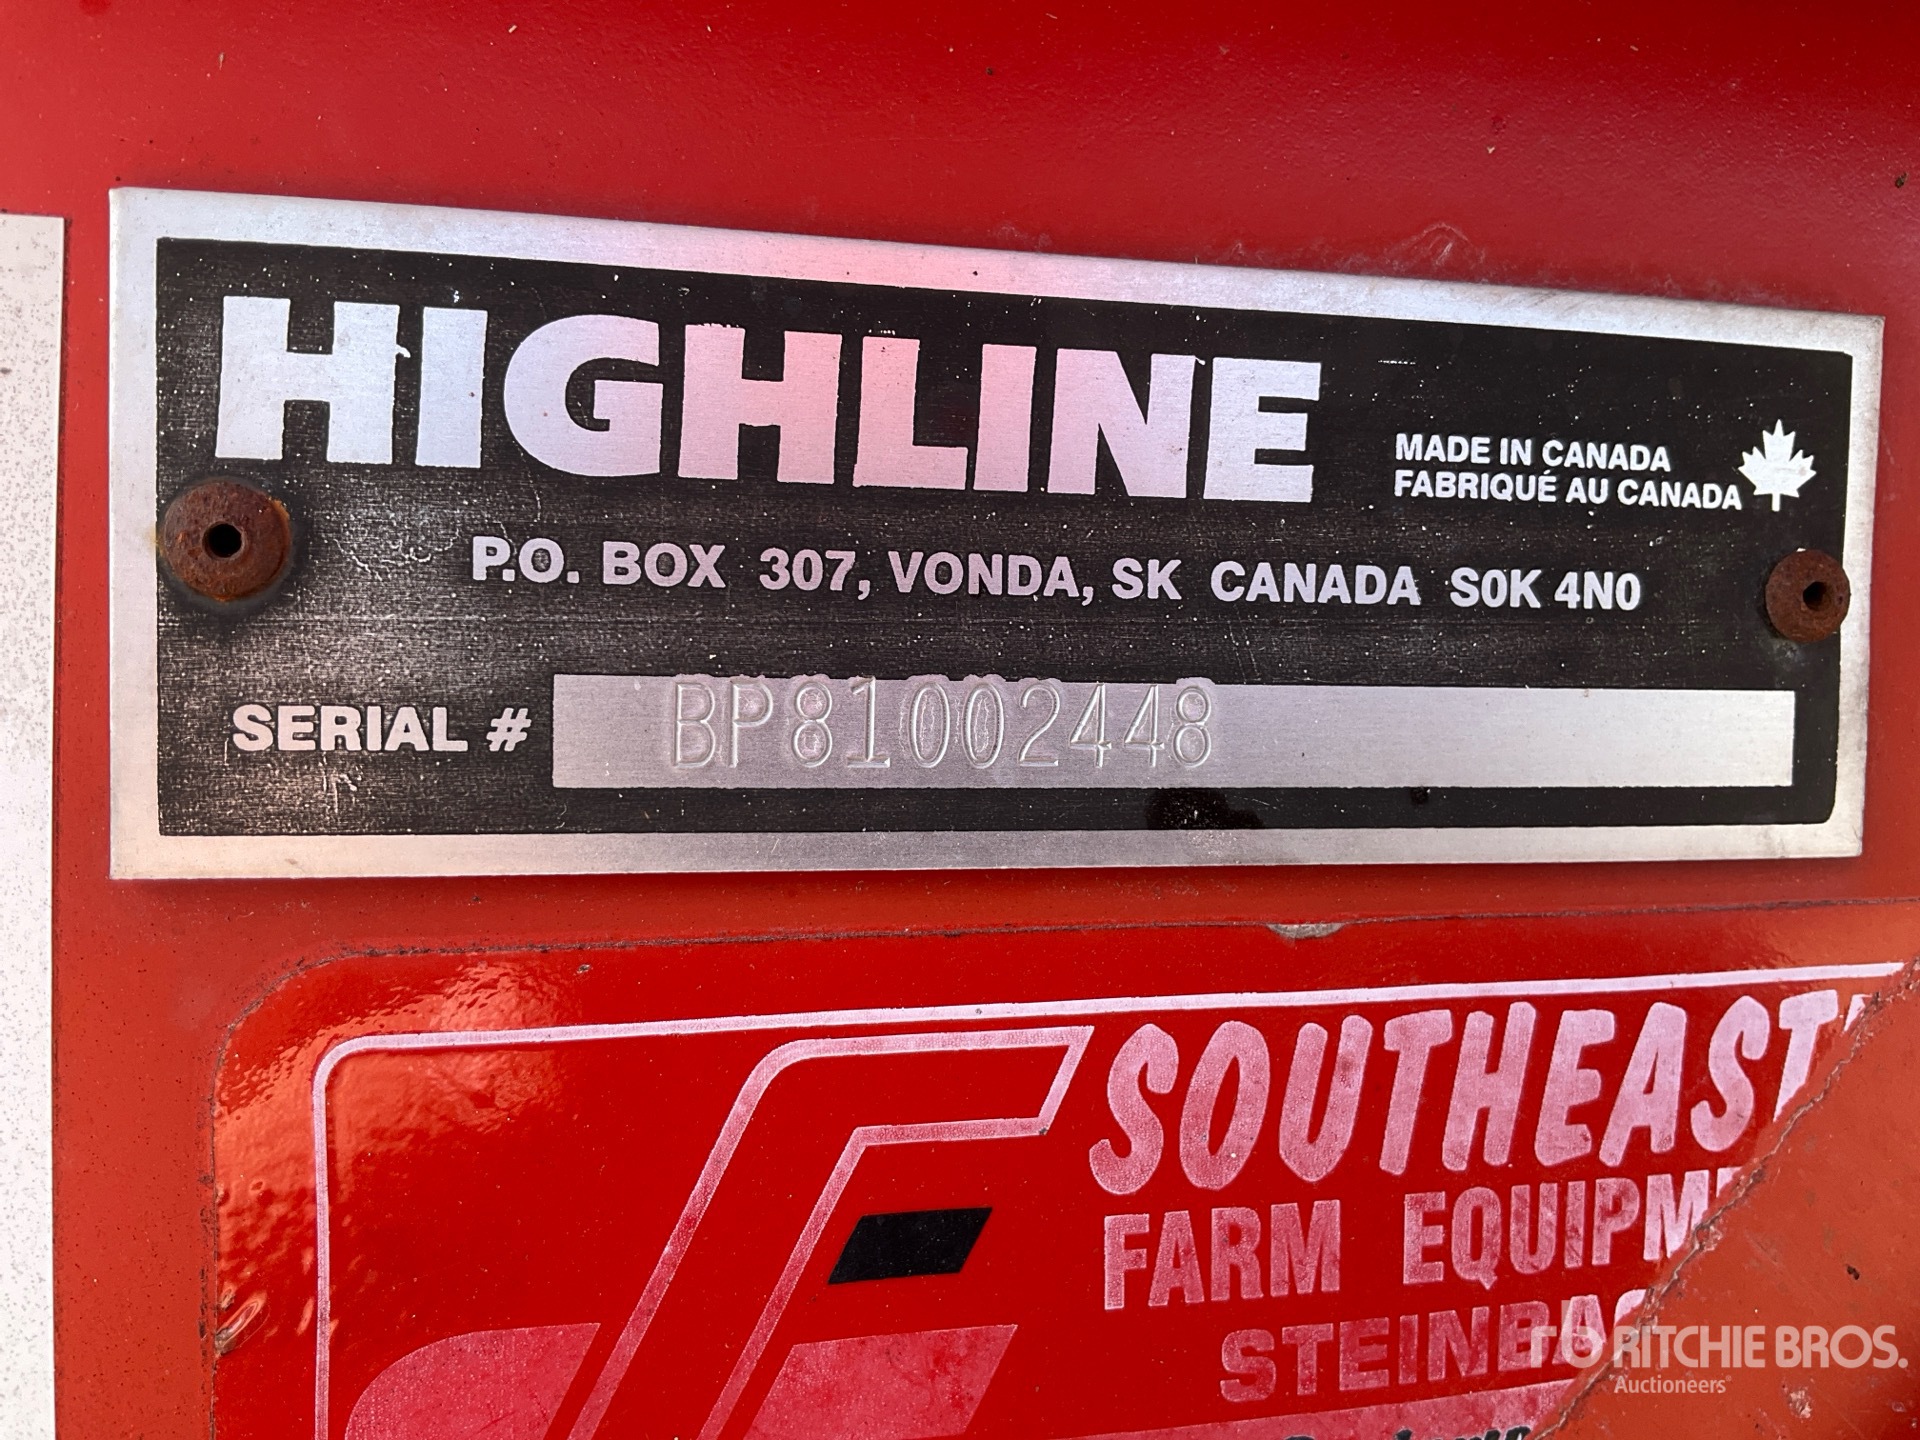 HIGHLINE
MADE IN CANADA
FABRIQUÉ AU CANADA
P.O. BOX 307, VONDA, SK CANADA S0K 4N0
SERIAL # BP81002448
SOUTHEAST
FARM EQUIPM
STEINBA
RITCHIE BROS.
Auctioneers